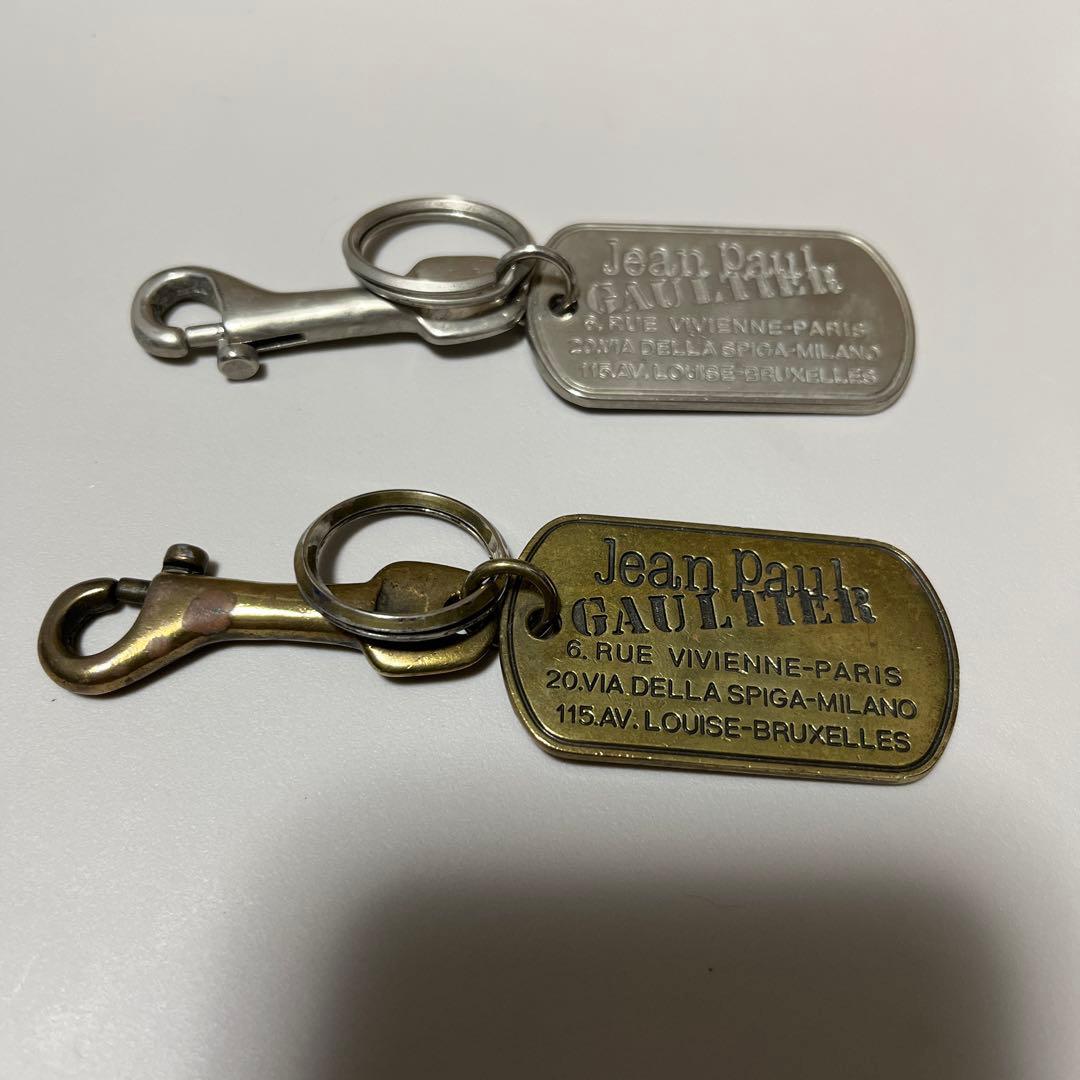 Jean Paul
GAULTIER
6. RUE VIVIENNE-PARIS
20.VIA DELLA SPIGA-MILANO
115.AV. LOUISE-BRUXELLES
Jean Paul
GAULTIER
6. RUE VIVIENNE-PARIS
20.VIA DELLA SPIGA-MILANO
115.AV. LOUISE-BRUXELLES